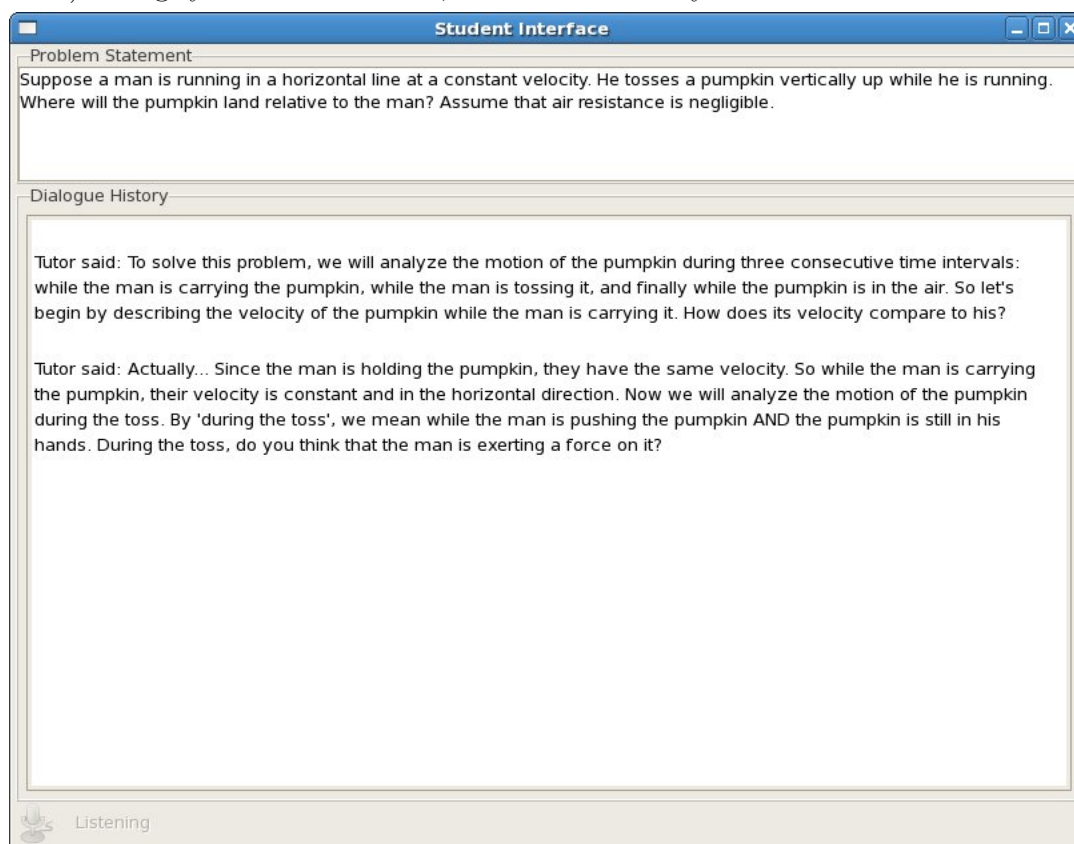 Student Interface
Problem Statement
Suppose a man is running in a horizontal line at a constant velocity. He tosses a pumpkin vertically up while he is running.
Where will the pumpkin land relative to the man? Assume that air resistance is negligible.
Dialogue History
Tutor said: To solve this problem, we will analyze the motion of the pumpkin during three consecutive time intervals:
while the man is carrying the pumpkin, while the man is tossing it, and finally while the pumpkin is in the air. So let's
begin by describing the velocity of the pumpkin while the man is carrying it. How does its velocity compare to his?
Tutor said: Actually... Since the man is holding the pumpkin, they have the same velocity. So while the man is carrying
the pumpkin, their velocity is constant and in the horizontal direction. Now we will analyze the motion of the pumpkin
during the toss. By 'during the toss', we mean while the man is pushing the pumpkin AND the pumpkin is still in his
hands. During the toss, do you think that the man is exerting a force on it?
Listening